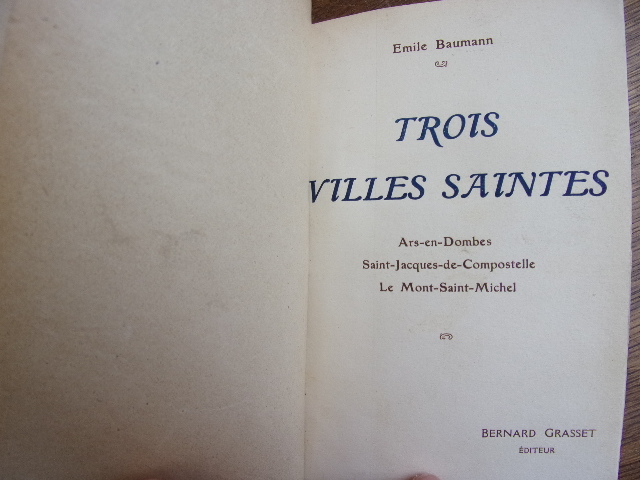 Emile Baumann
TROIS
VILLES SAINTES
Ars-en-Dombes
Saint-Jacques-de-Compostelle
Le Mont-Saint-Michel
BERNARD GRASSET
ÉDITEUR